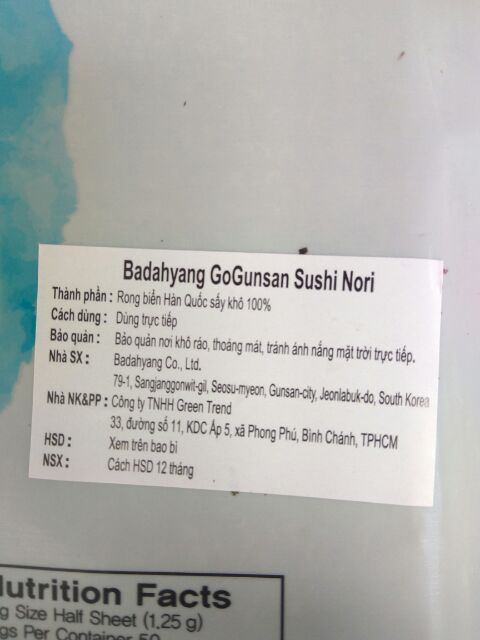 Badahyang GoGunsan Sushi Nori
Thành phần : Rong biển Hàn Quốc sấy khô 100%
Cách dùng : Dùng trực tiếp
Bảo quản : Bảo quản nơi khô ráo, thoáng mát, tránh ánh nắng mặt trời trực tiếp.
Nhà SX : Badahyang Co., Ltd.
79-1, Sangjanggonwit-gil, Seosu-myeon, Gunsan-city, Jeonlabuk-do, South Korea
Nhà NK&PP : Công ty TNHH Green Trend
33, đường số 11, KDC Ấp 5, xã Phong Phú, Bình Chánh, TPHCM
HSD : Xem trên bao bì
NSX : Cách HSD 12 tháng
Nutrition Facts
g Size Half Sheet (1.25 g)
gs Per Container 50